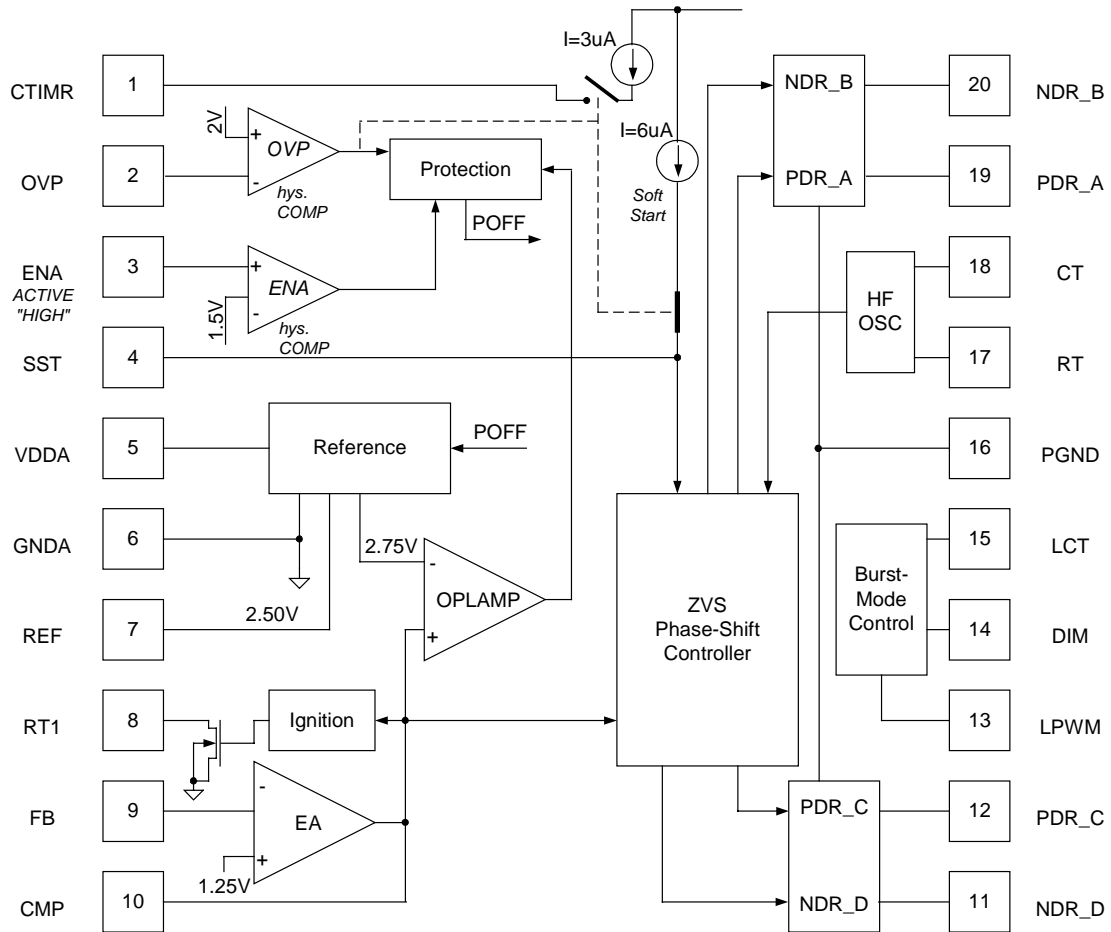 I=3uA
CTIMR
1
NDR_B
20
NDR_B
2V
+
OVP
-
hys.
COMP
I=6uA
Soft
Start
Protection
POFF
OVP
2
PDR_A
19
PDR_A
ENA
ACTIVE
"HIGH"
3
+
ENA
-
1.5V
hys.
COMP
HF
OSC
18
CT
SST
4
17
RT
VDDA
5
Reference
POFF
16
PGND
GNDA
6
2.75V
-
OPLAMP
+
ZVS
Phase-Shift
Controller
Burst-
Mode
Control
15
LCT
REF
7
2.50V
14
DIM
RT1
8
Ignition
13
LPWM
FB
9
-
EA
+
1.25V
PDR_C
12
PDR_C
CMP
10
NDR_D
11
NDR_D